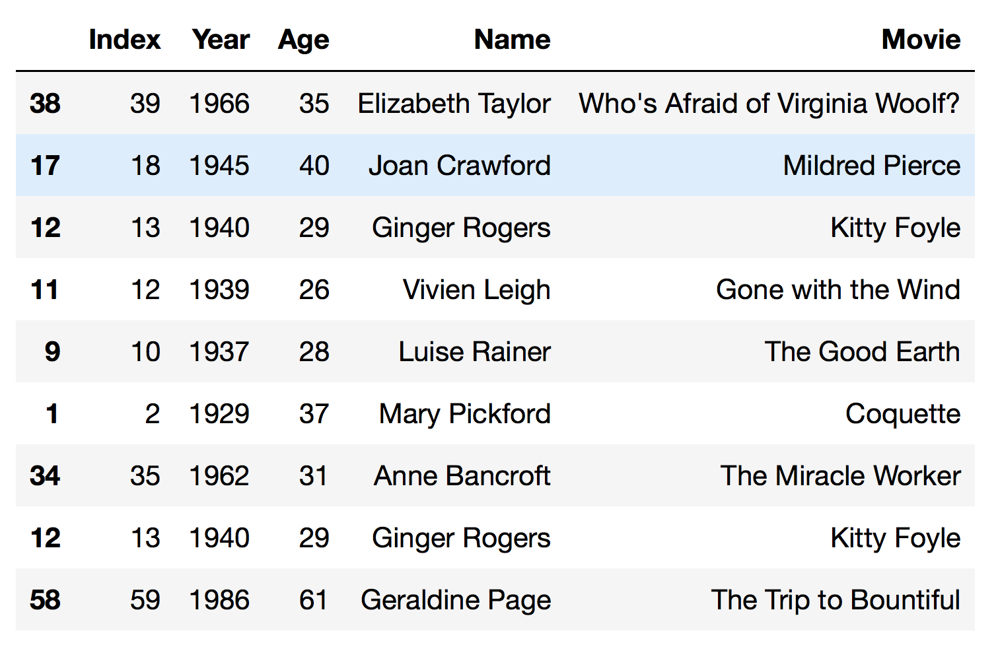 Index Year Age Name Movie
38 39 1966 35 Elizabeth Taylor Who's Afraid of Virginia Woolf?
17 18 1945 40 Joan Crawford Mildred Pierce
12 13 1940 29 Ginger Rogers Kitty Foyle
11 12 1939 26 Vivien Leigh Gone with the Wind
9 10 1937 28 Luise Rainer The Good Earth
1 2 1929 37 Mary Pickford Coquette
34 35 1962 31 Anne Bancroft The Miracle Worker
12 13 1940 29 Ginger Rogers Kitty Foyle
58 59 1986 61 Geraldine Page The Trip to Bountiful